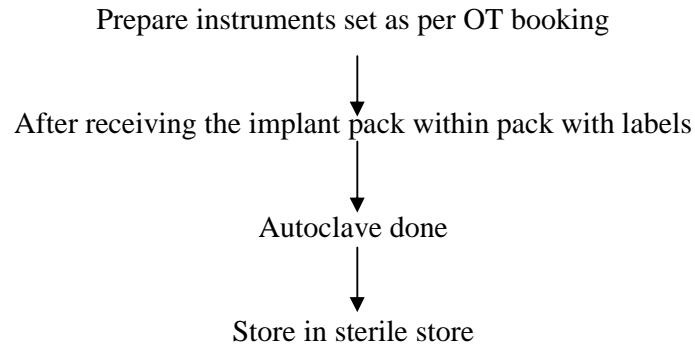 Prepare instruments set as per OT booking
After receiving the implant pack within pack with labels
Autoclave done
Store in sterile store